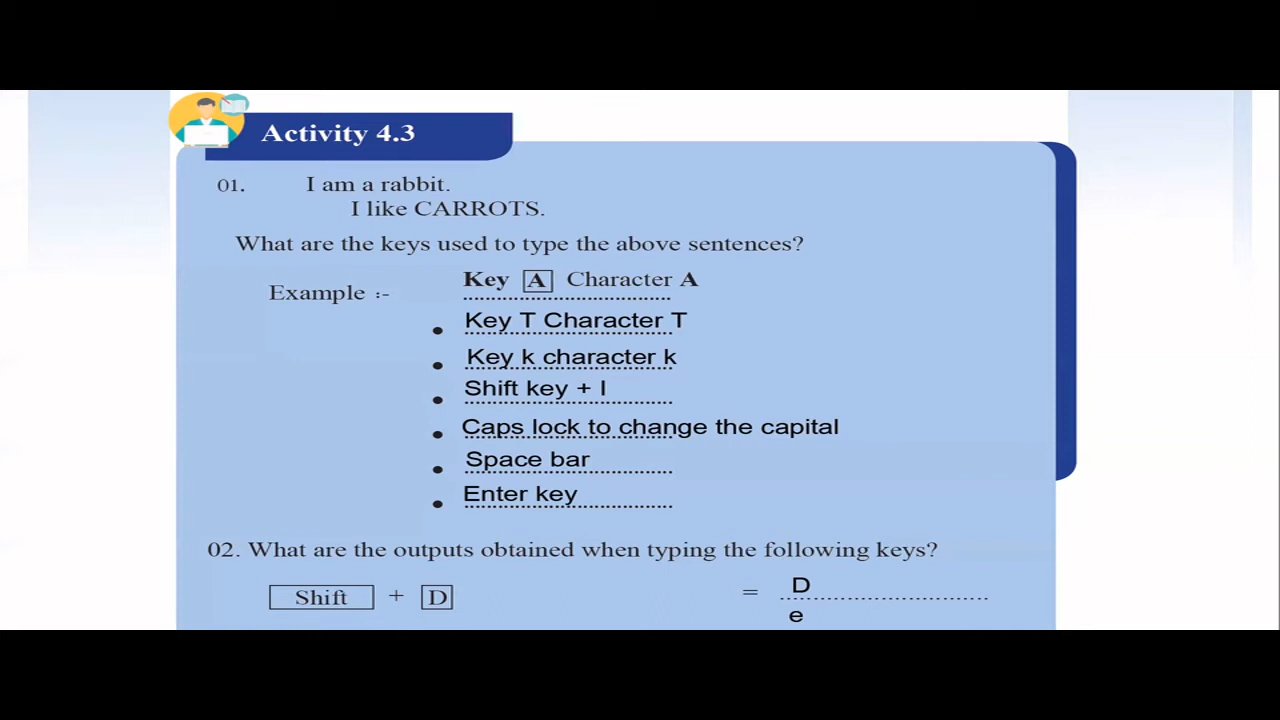 Activity 4.3
01. I am a rabbit.
I like CARROTS.
What are the keys used to type the above sentences?
Example :- Key A Character A
• Key T Character T
• Key k character k
• Shift key + I
• Caps lock to change the capital
• Space bar
• Enter key
02. What are the outputs obtained when typing the following keys?
Shift + D = D
e